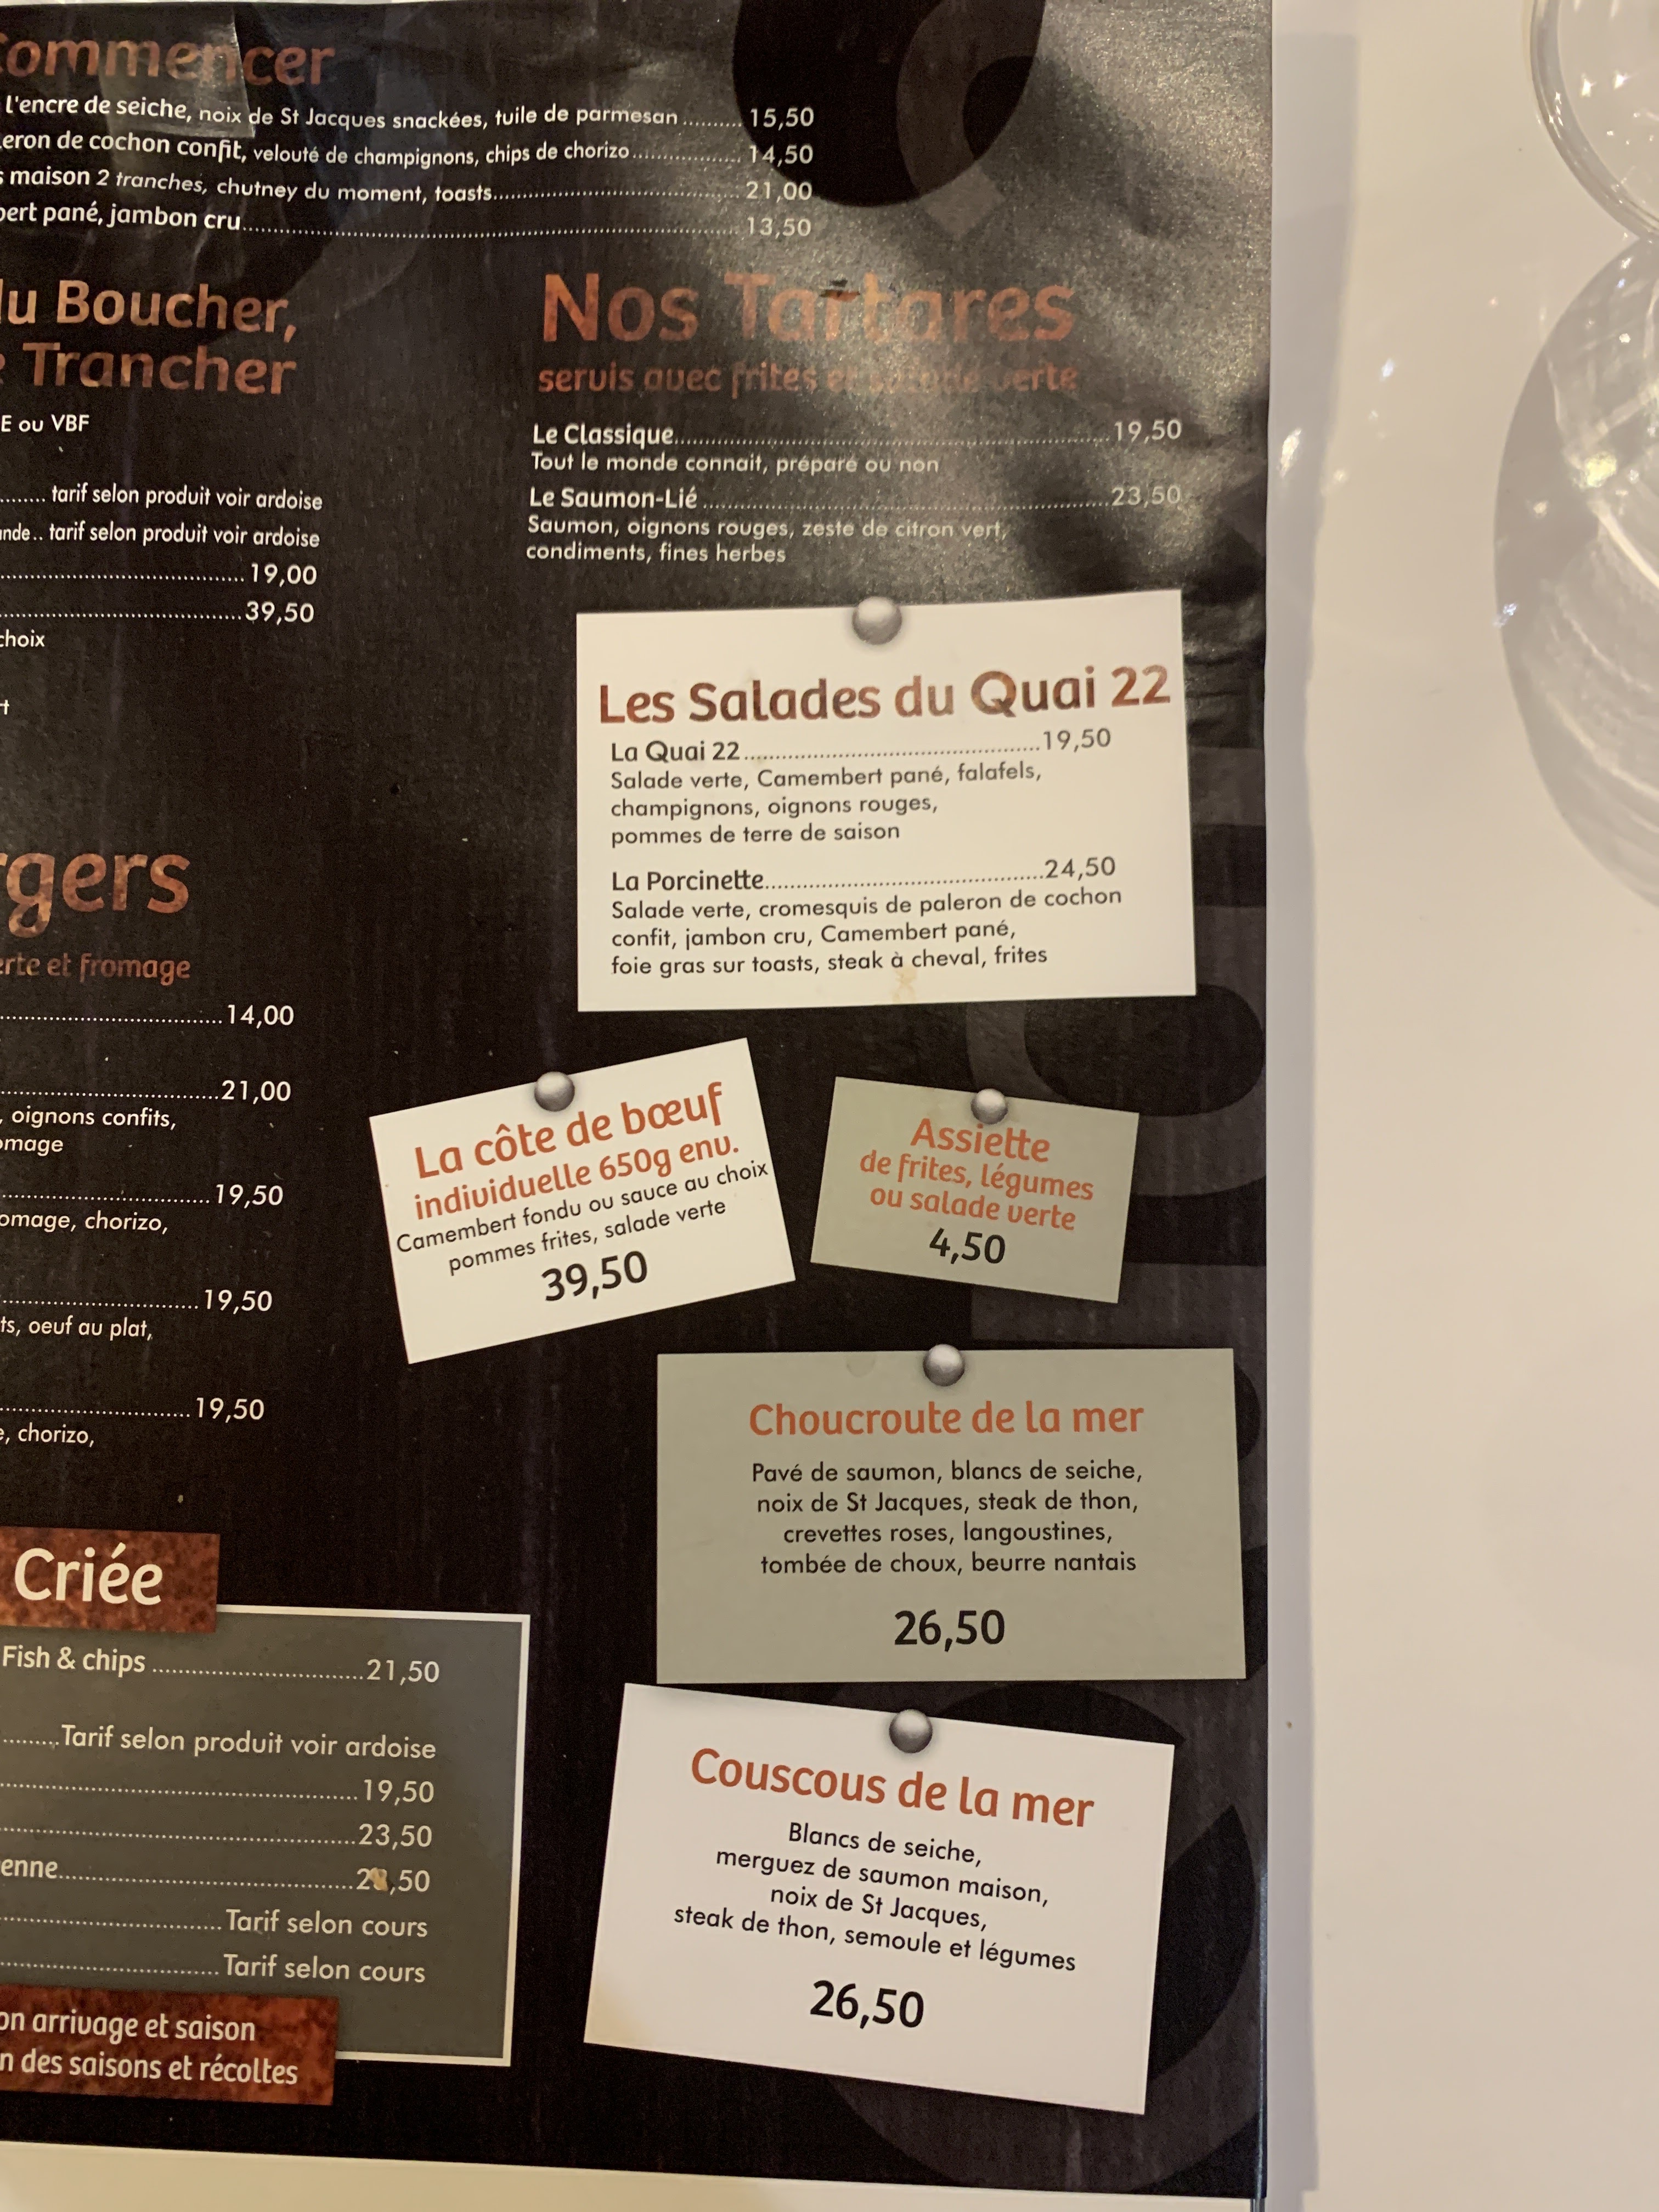 Commencer
l'encre de seiche, noix de St Jacques snackées, tuile de parmesan .......... 15,50
eron de cochon confit, velouté de champignons, chips de chorizo.................. 14,50
s maison 2 tranches, chutney du moment, toasts.......................................... 21,00
bert pané, jambon cru.................................................................................... 13,50
du Boucher,
e Trancher
E ou VBF
........ tarif selon produit voir ardoise
ande.. tarif selon produit voir ardoise
......................................... 19,00
......................................... 39,50
choix
rt
Nos Tartares
servis avec frites et salade verte
Le Classique.......................................................................... 19,50
Tout le monde connait, préparé ou non
Le Saumon-Lié ..................................................................... 23,50
Saumon, oignons rouges, zeste de citron vert,
condiments, fines herbes
Les Salades du Quai 22
La Quai 22.................................................. 19,50
Salade verte, Camembert pané, falafels,
champignons, oignons rouges,
pommes de terre de saison
La Porcinette............................................... 24,50
Salade verte, cromesquis de paleron de cochon
confit, jambon cru, Camembert pané,
foie gras sur toasts, steak à cheval, frites
rgers
erte et fromage
..................................... 14,00
..................................... 21,00
, oignons confits,
omage
................................... 19,50
omage, chorizo,
................................. 19,50
ts, oeuf au plat,
................................ 19,50
e, chorizo,
La côte de bœuf
individuelle 650g env.
Camembert fondu ou sauce au choix
pommes frites, salade verte
39,50
Assiette
de frites, légumes
ou salade verte
4,50
Choucroute de la mer
Pavé de saumon, blancs de seiche,
noix de St Jacques, steak de thon,
crevettes roses, langoustines,
tombée de choux, beurre nantais
26,50
Criée
Fish & chips ................................... 21,50
.........Tarif selon produit voir ardoise
............................................................ 19,50
............................................................ 23,50
enne..................................................
..................................... Tarif selon cours
..................................... Tarif selon cours
on arrivage et saison
n des saisons et récoltes
Couscous de la mer
Blancs de seiche,
merguez de saumon maison,
noix de St Jacques,
steak de thon, semoule et légumes
26,50